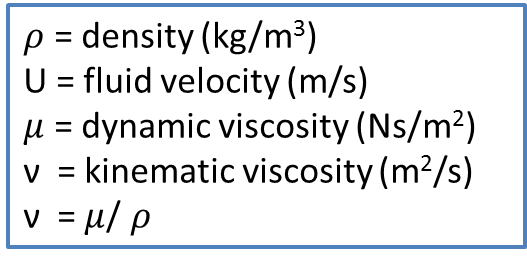 ρ = density (kg/m³)
U = fluid velocity (m/s)
μ = dynamic viscosity (Ns/m²)
ν = kinematic viscosity (m²/s)
ν = μ/ ρ